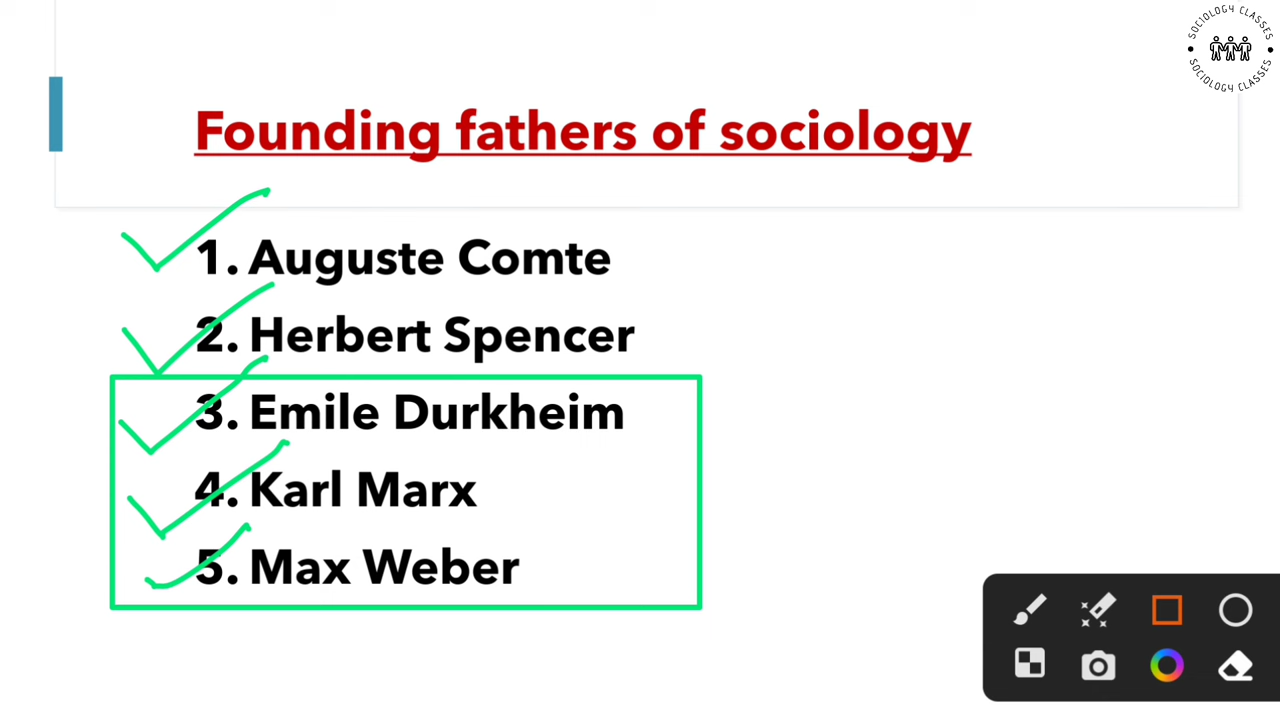 SOCIOLOGY CLASSES
SOCIOLOGY CLASSES
Founding fathers of sociology
1. Auguste Comte
2. Herbert Spencer
3. Emile Durkheim
4. Karl Marx
5. Max Weber